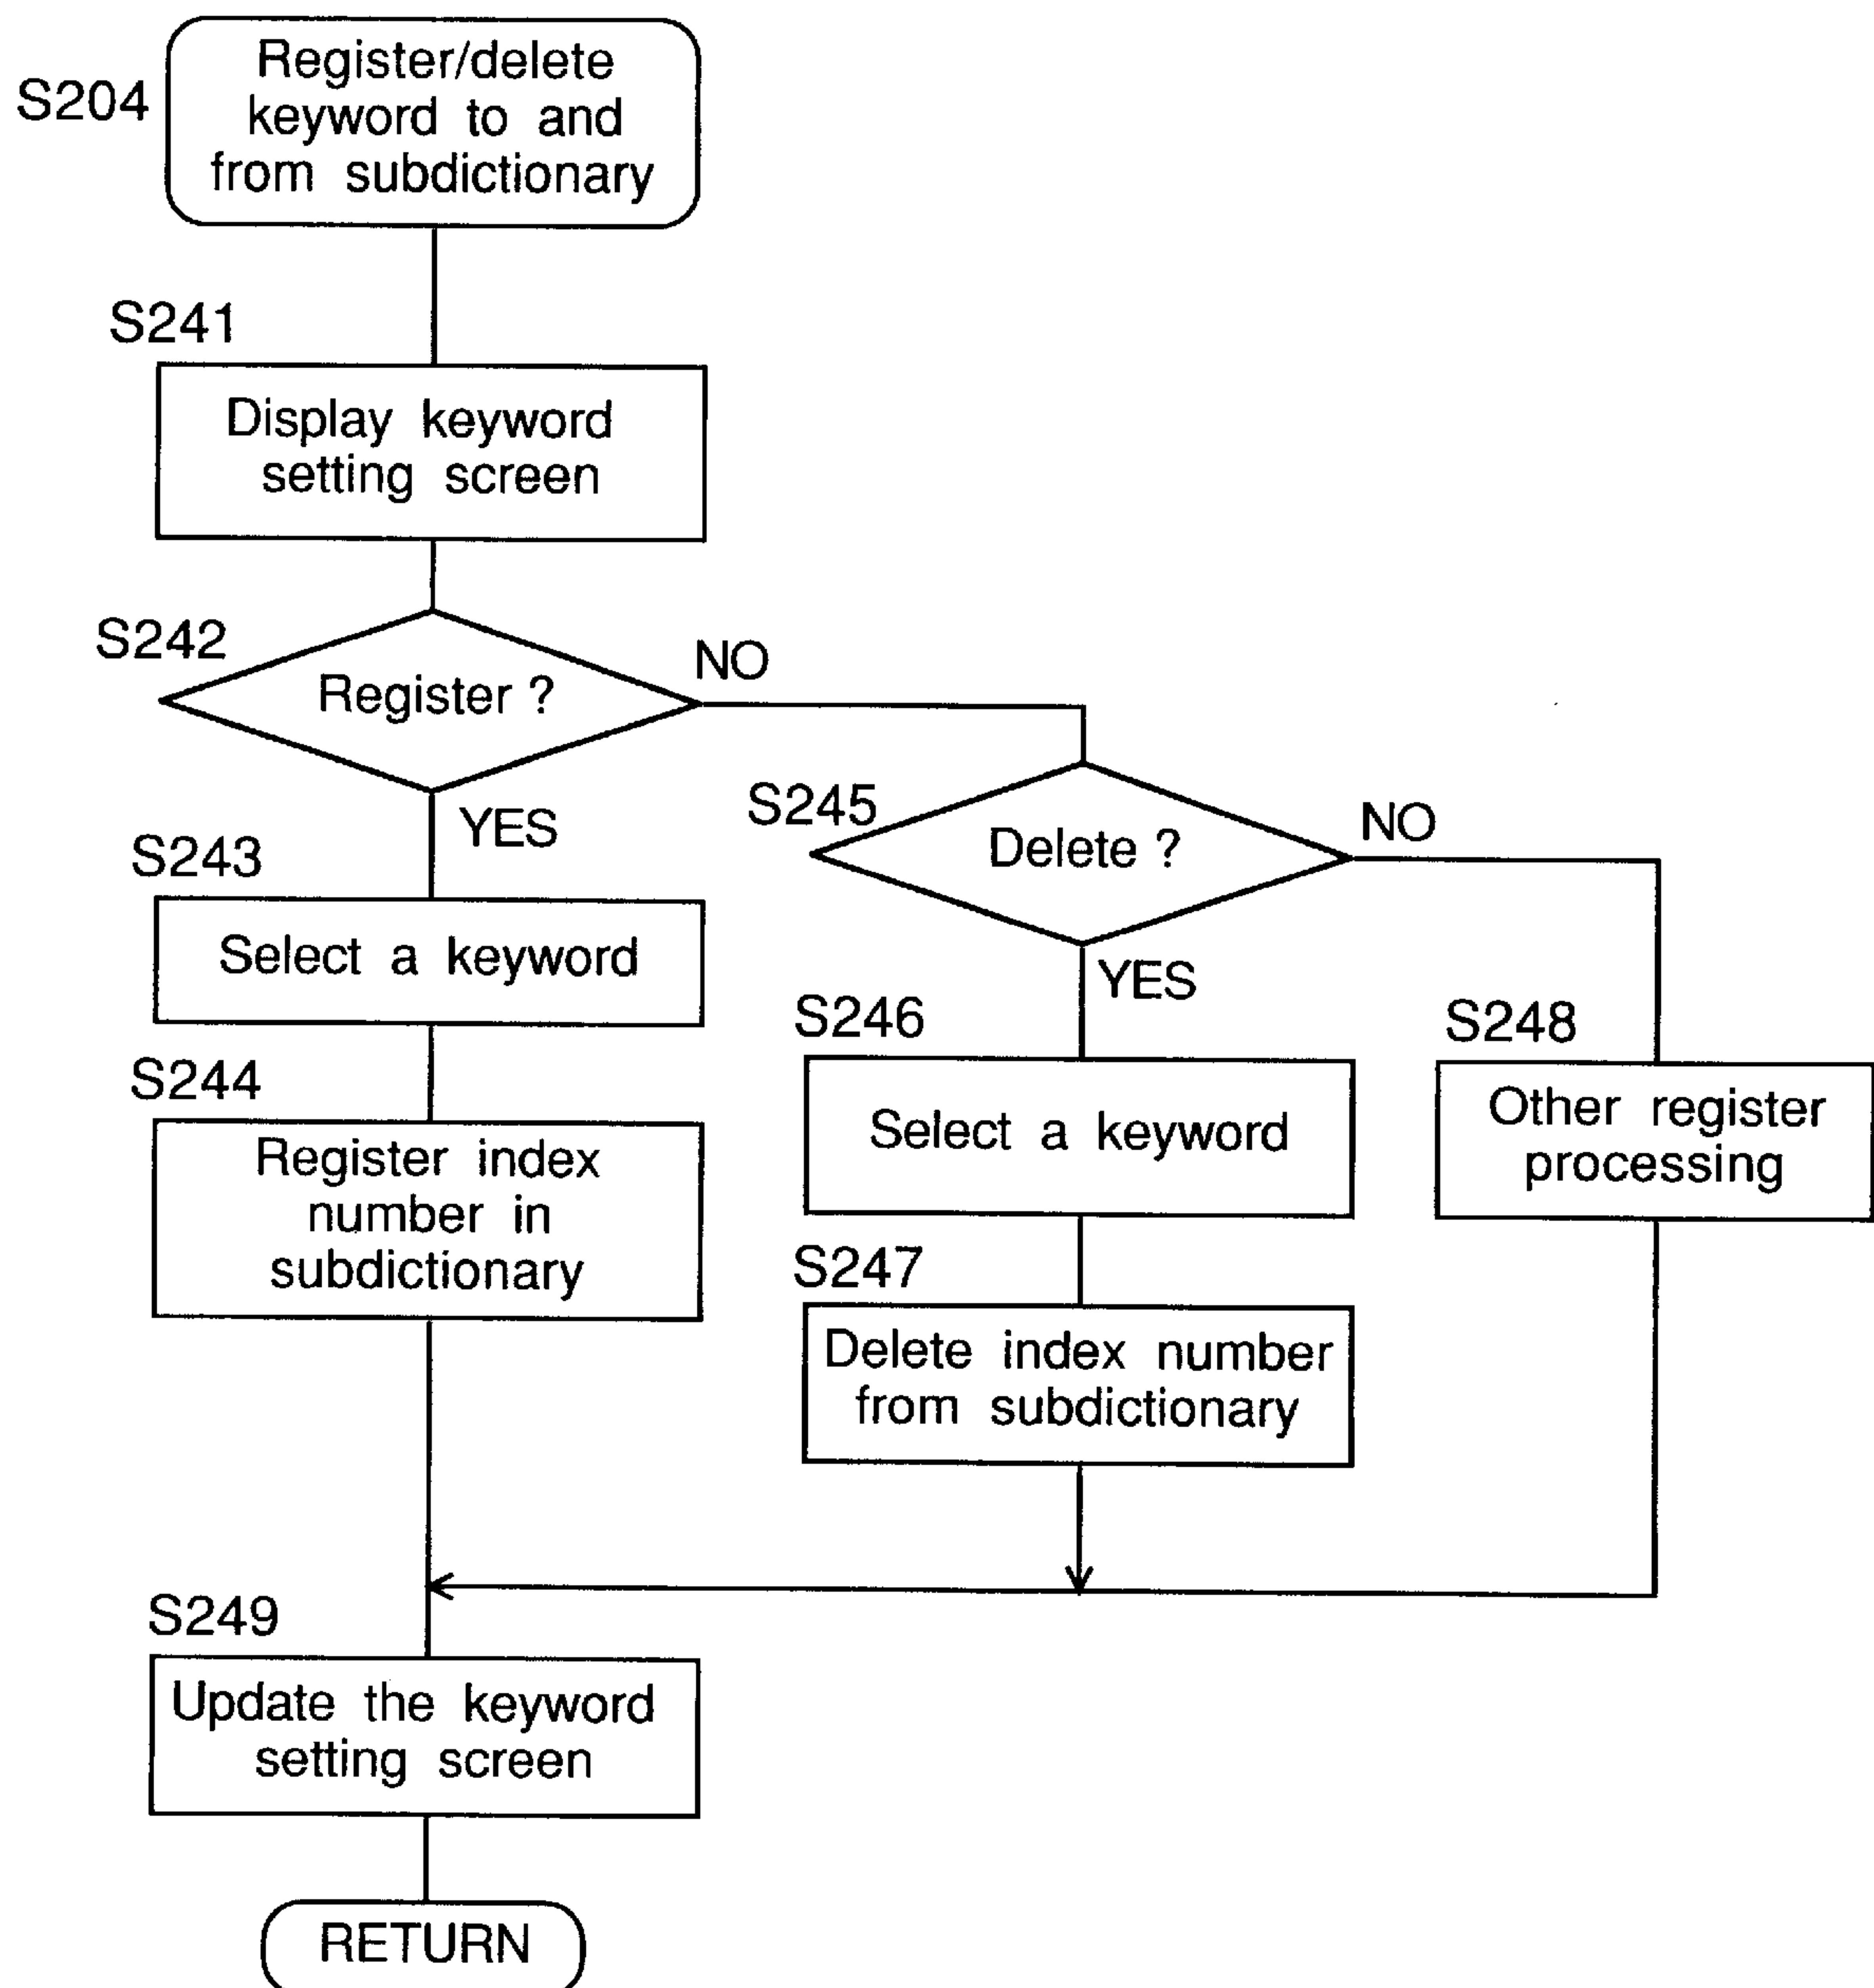 S204
Register/delete
keyword to and
from subdictionary
S241
Display keyword
setting screen
S242
Register ?
NO
YES
S243
Select a keyword
S244
Register index
number in
subdictionary
S245
Delete ?
NO
YES
S246
Select a keyword
S247
Delete index number
from subdictionary
S248
Other register
processing
S249
Update the keyword
setting screen
RETURN